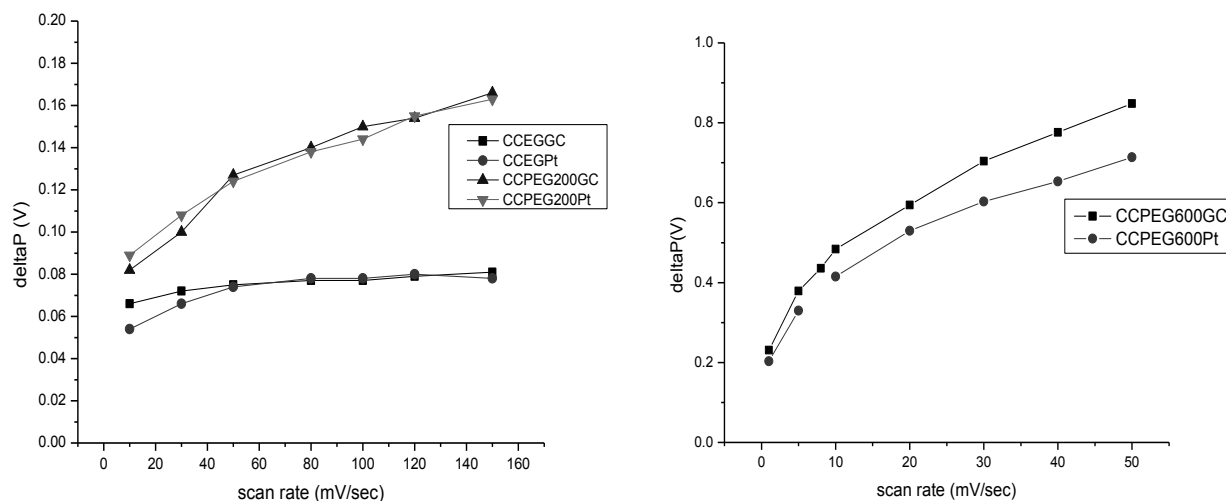 0.20
0.18
0.16
0.14
0.12
0.10
0.08
0.06
0.04
0.02
0.00
deltaP (V)
0 20 40 60 80 100 120 140 160
scan rate (mV/sec)
CCEGGC
CCEGPt
CCPEG200GC
CCPEG200Pt
1.0
0.8
0.6
0.4
0.2
0.0
deltaP(V)
0 10 20 30 40 50
scan rate (mV/sec)
CCPEG600GC
CCPEG600Pt